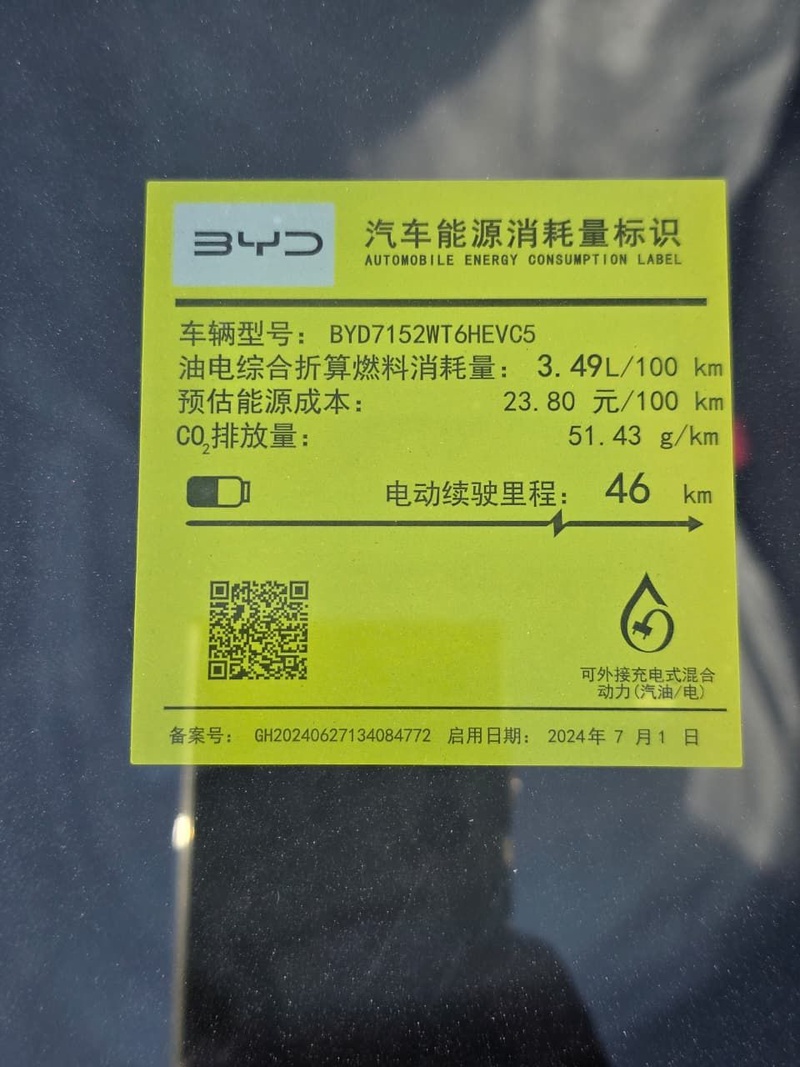 BYD
汽车能源消耗量标识
AUTOMOBILE ENERGY CONSUMPTION LABEL
车辆型号: BYD7152WT6HEVC5
油电综合折算燃料消耗量: 3.49L/100 km
预估能源成本: 23.80 元/100 km
CO₂排放量: 51.43 g/km
电动续驶里程: 46 km
可外接充电式混合
动力(汽油/电)
备案号: GH20240627134084772 启用日期: 2024年 7 月 1 日